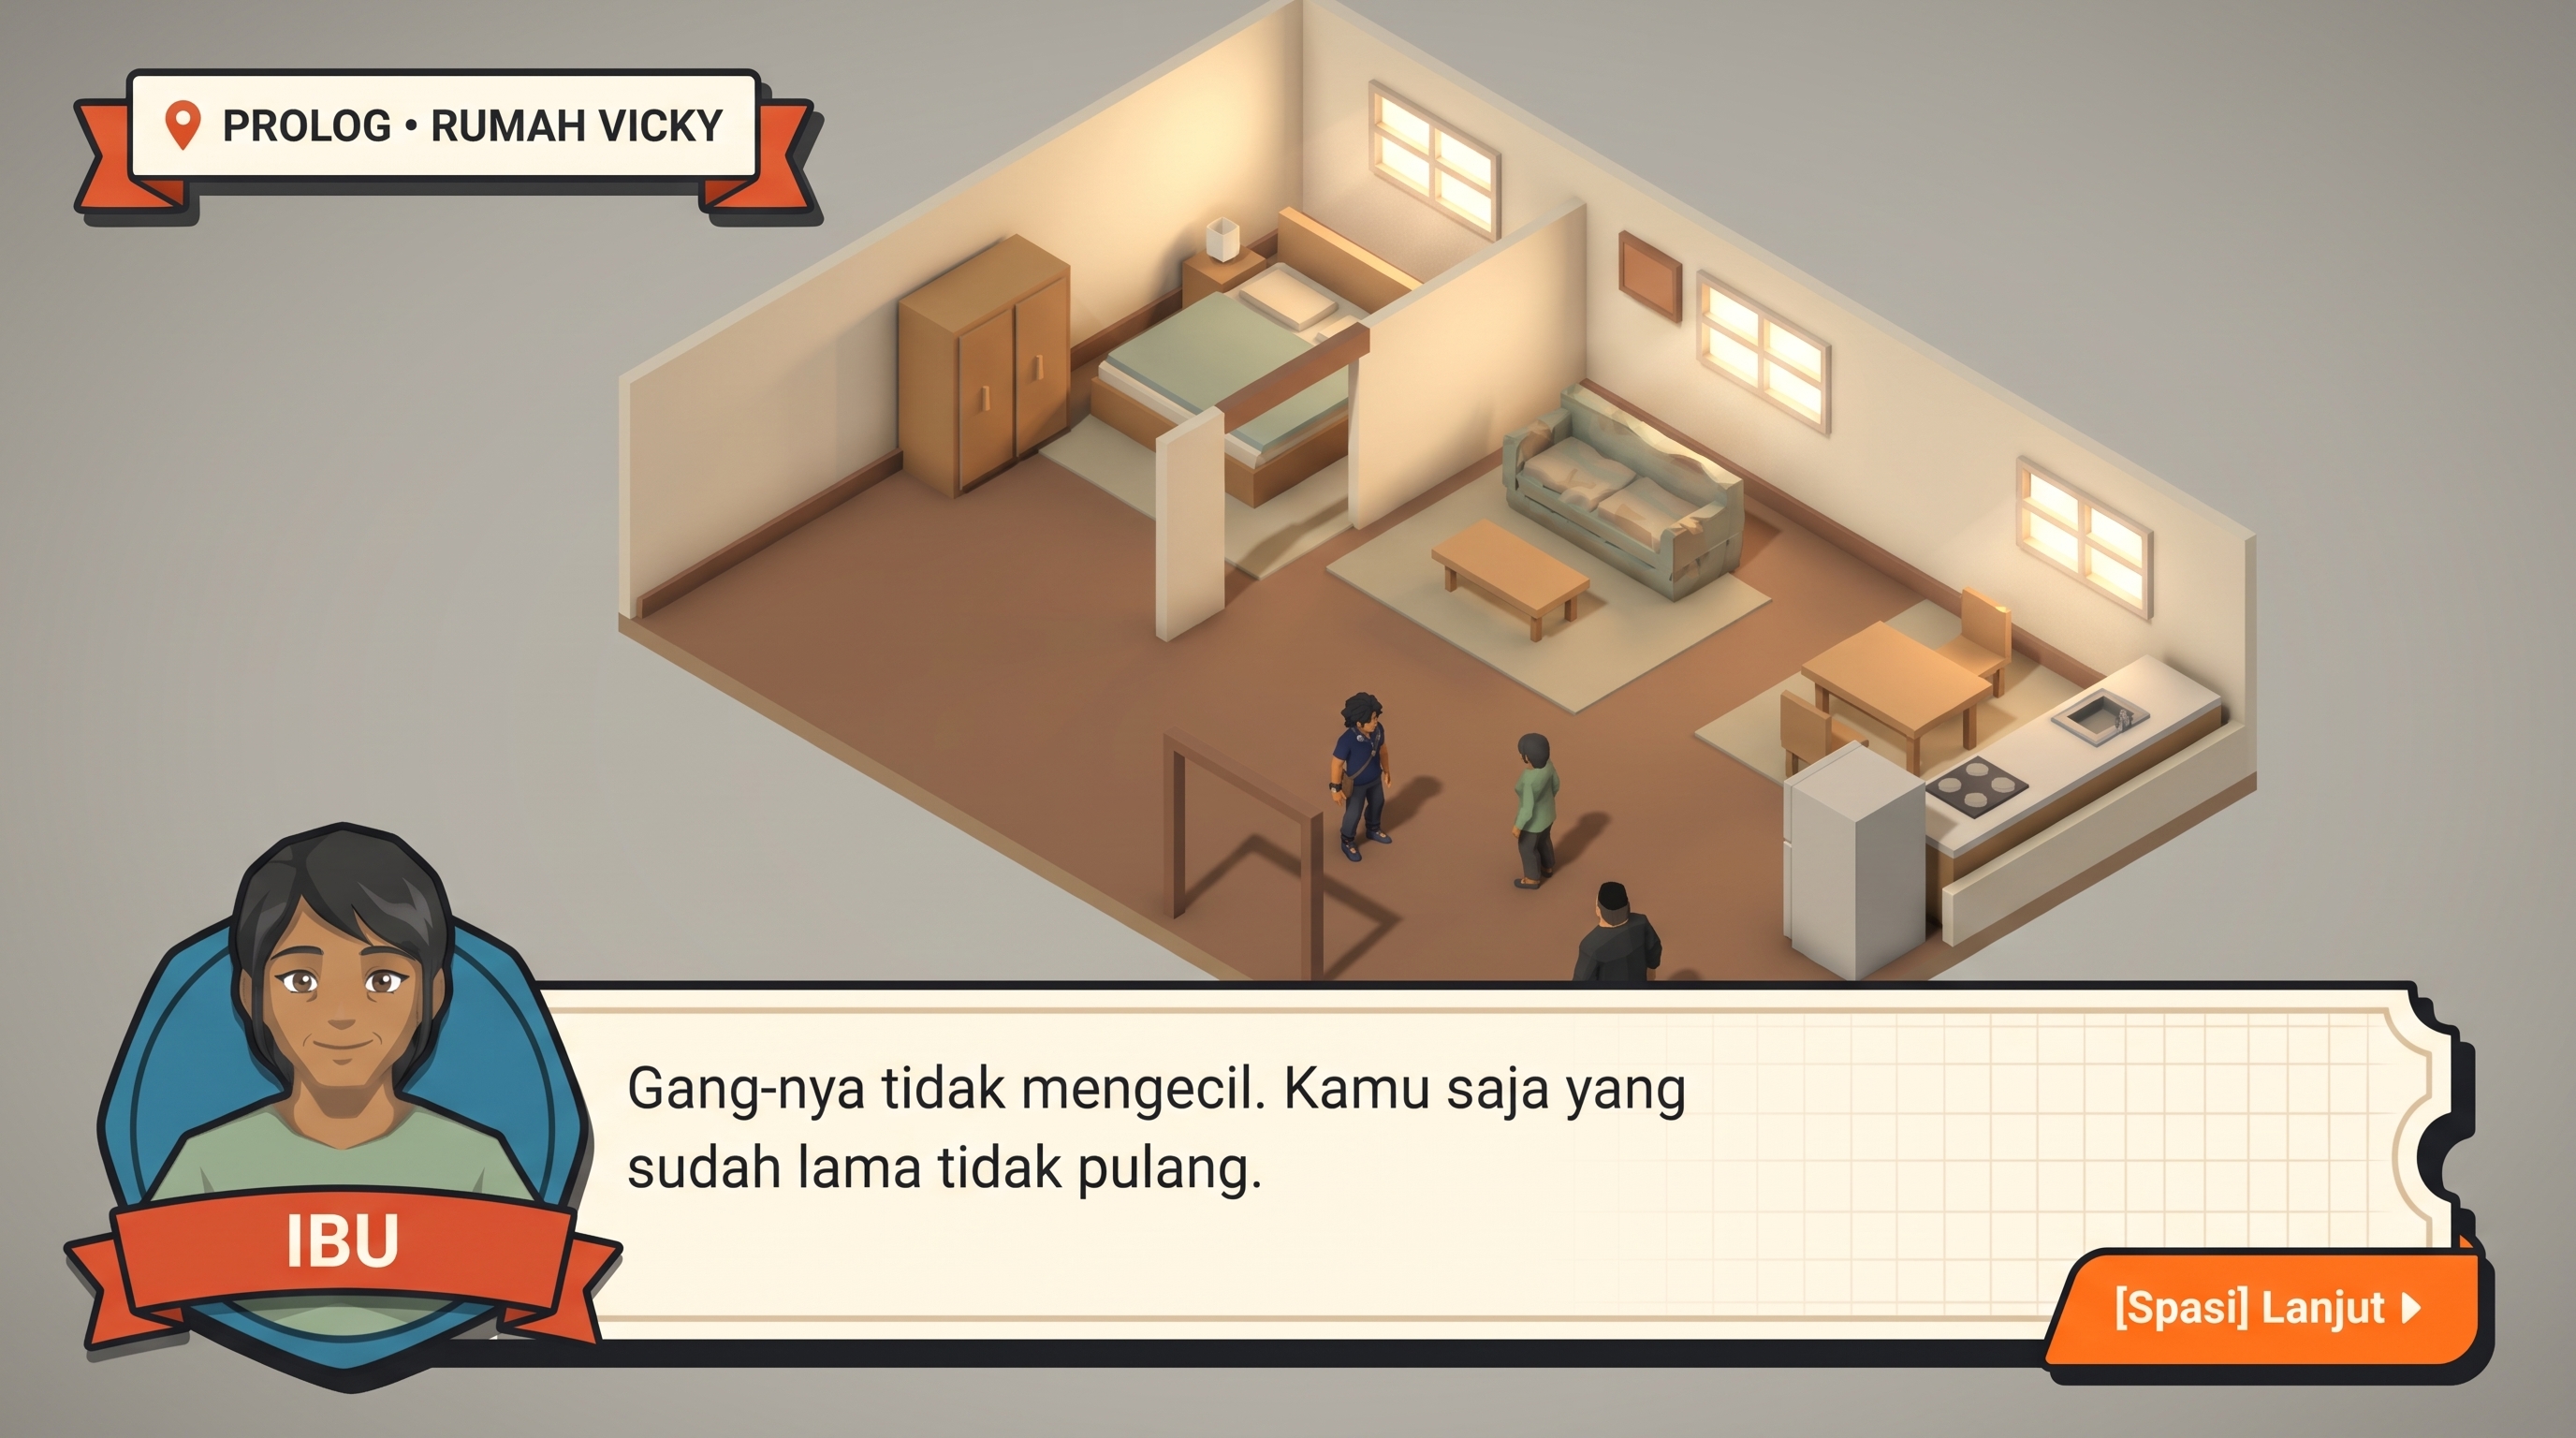 PROLOG • RUMAH VICKY
Gang-nya tidak mengecil. Kamu saja yang
sudah lama tidak pulang.
IBU
[Spasi] Lanjut